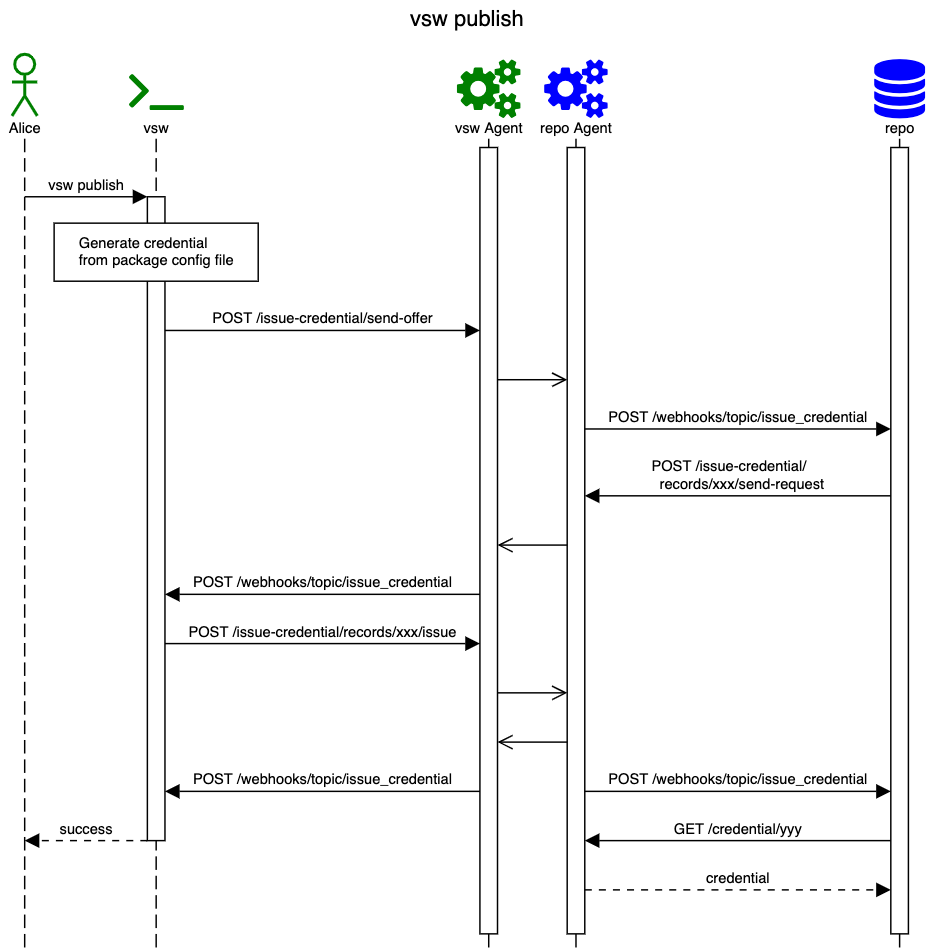 vsw publish
Alice
vsw
vsw Agent
repo Agent
repo
vsw publish
Generate credential
from package config file
POST /issue-credential/send-offer
POST /webhooks/topic/issue_credential
POST /issue-credential/
records/xxx/send-request
POST /webhooks/topic/issue_credential
POST /issue-credential/records/xxx/issue
POST /webhooks/topic/issue_credential
POST /webhooks/topic/issue_credential
success
GET /credential/yyy
credential